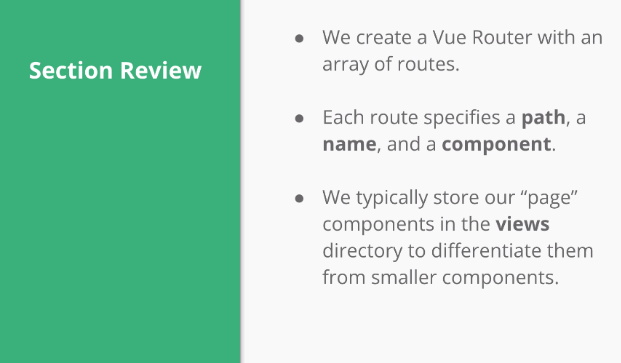 Section Review
● We create a Vue Router with an
array of routes.
● Each route specifies a path, a
name, and a component.
● We typically store our “page”
components in the views
directory to differentiate them
from smaller components.